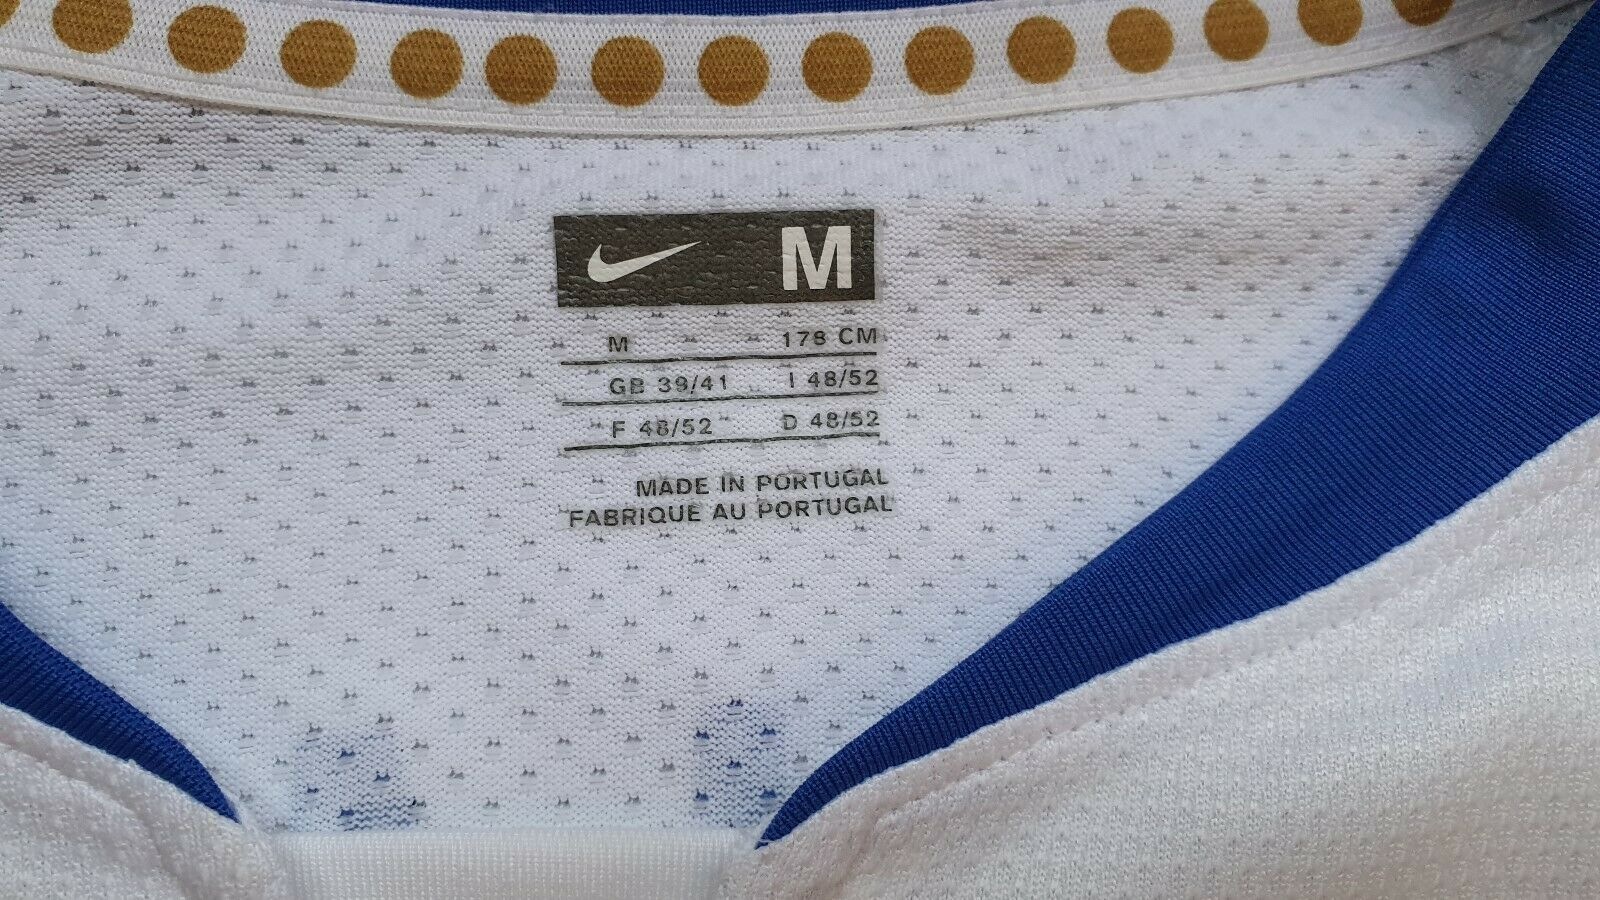 M
M 178 CM
GB 39/41 I 48/52
F 48/52 D 48/52
MADE IN PORTUGAL
FABRIQUE AU PORTUGAL